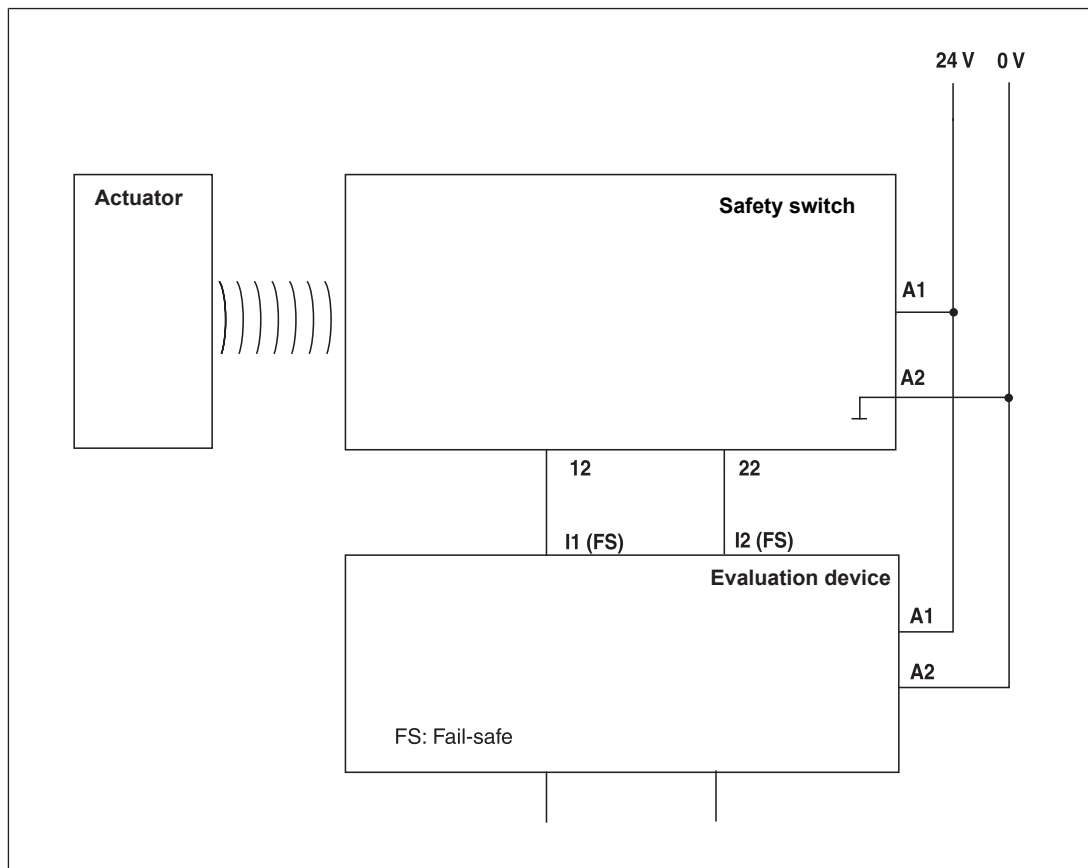 24 V 0 V
Actuator
Safety switch
A1
A2
12 22
I1 (FS) I2 (FS)
Evaluation device
A1
A2
FS: Fail-safe